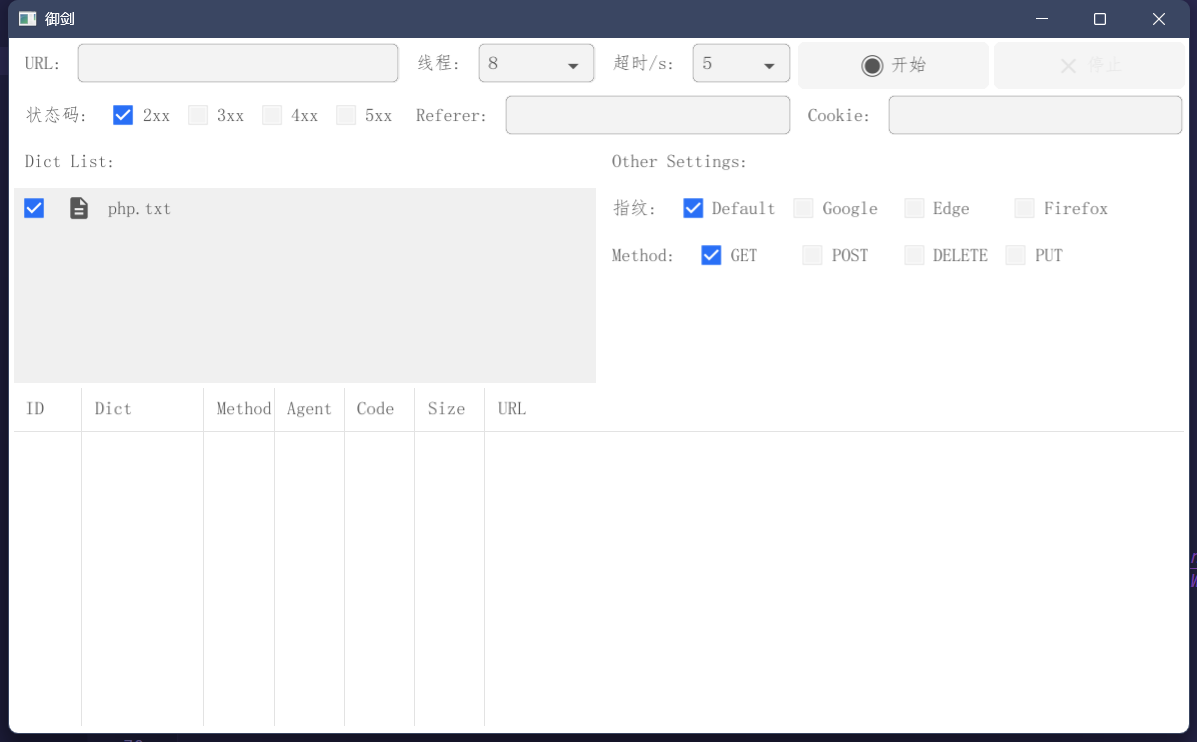 御剑
URL: 线程: 8 超时/s: 5 开始 停止
状态码: 2xx 3xx 4xx 5xx Referer: Cookie:
Dict List: Other Settings:
php.txt 指纹: Default Google Edge Firefox
Method: GET POST DELETE PUT
ID Dict Method Agent Code Size URL